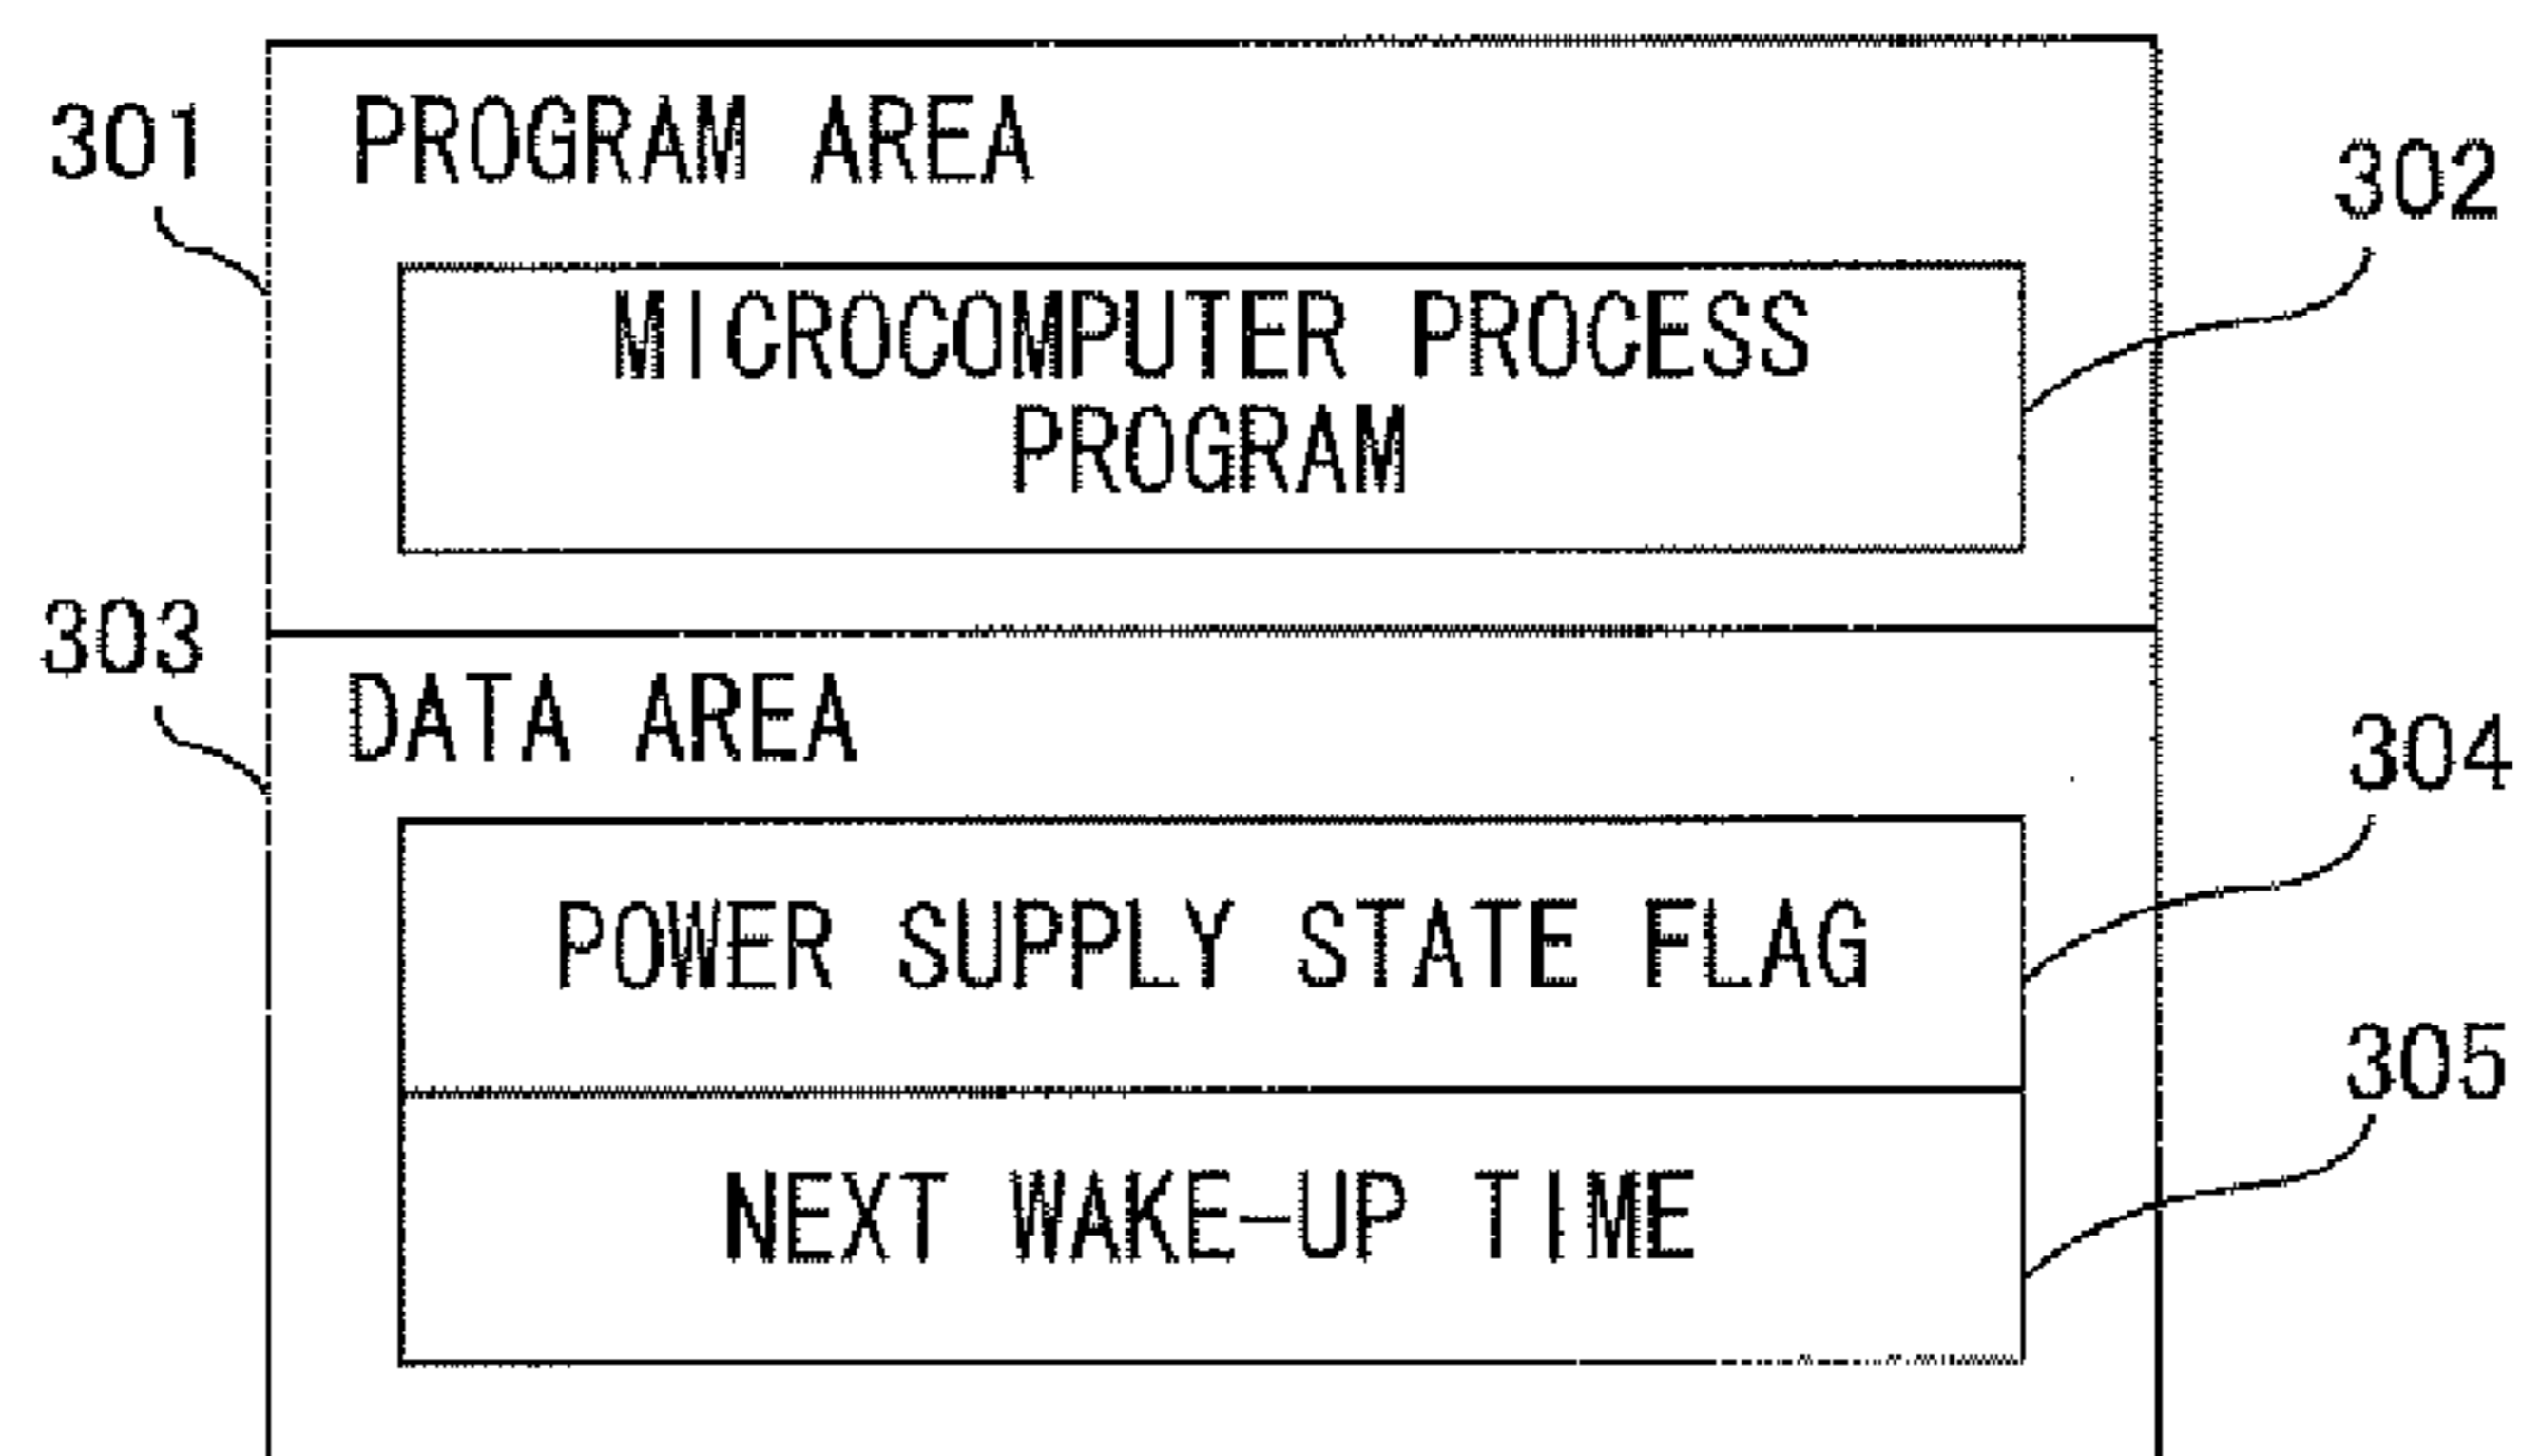 301
PROGRAM AREA
302
MICROCOMPUTER PROCESS
PROGRAM
303
DATA AREA
304
POWER SUPPLY STATE FLAG
305
NEXT WAKE-UP TIME